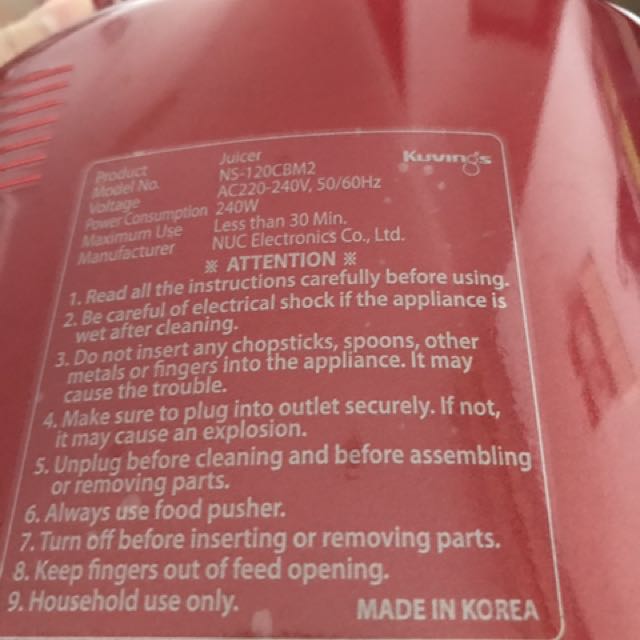 Kuvings
Product Juicer
Model No. NS-120CBM2
Voltage AC220-240V, 50/60Hz
Power Consumption 240W
Maximum Use Less than 30 Min.
Manufacturer NUC Electronics Co., Ltd.
※ ATTENTION ※
1. Read all the instructions carefully before using.
2. Be careful of electrical shock if the appliance is
wet after cleaning.
3. Do not insert any chopsticks, spoons, other
metals or fingers into the appliance. It may
cause the trouble.
4. Make sure to plug into outlet securely. If not,
it may cause an explosion.
5. Unplug before cleaning and before assembling
or removing parts.
6. Always use food pusher.
7. Turn off before inserting or removing parts.
8. Keep fingers out of feed opening.
9. Household use only.
MADE IN KOREA